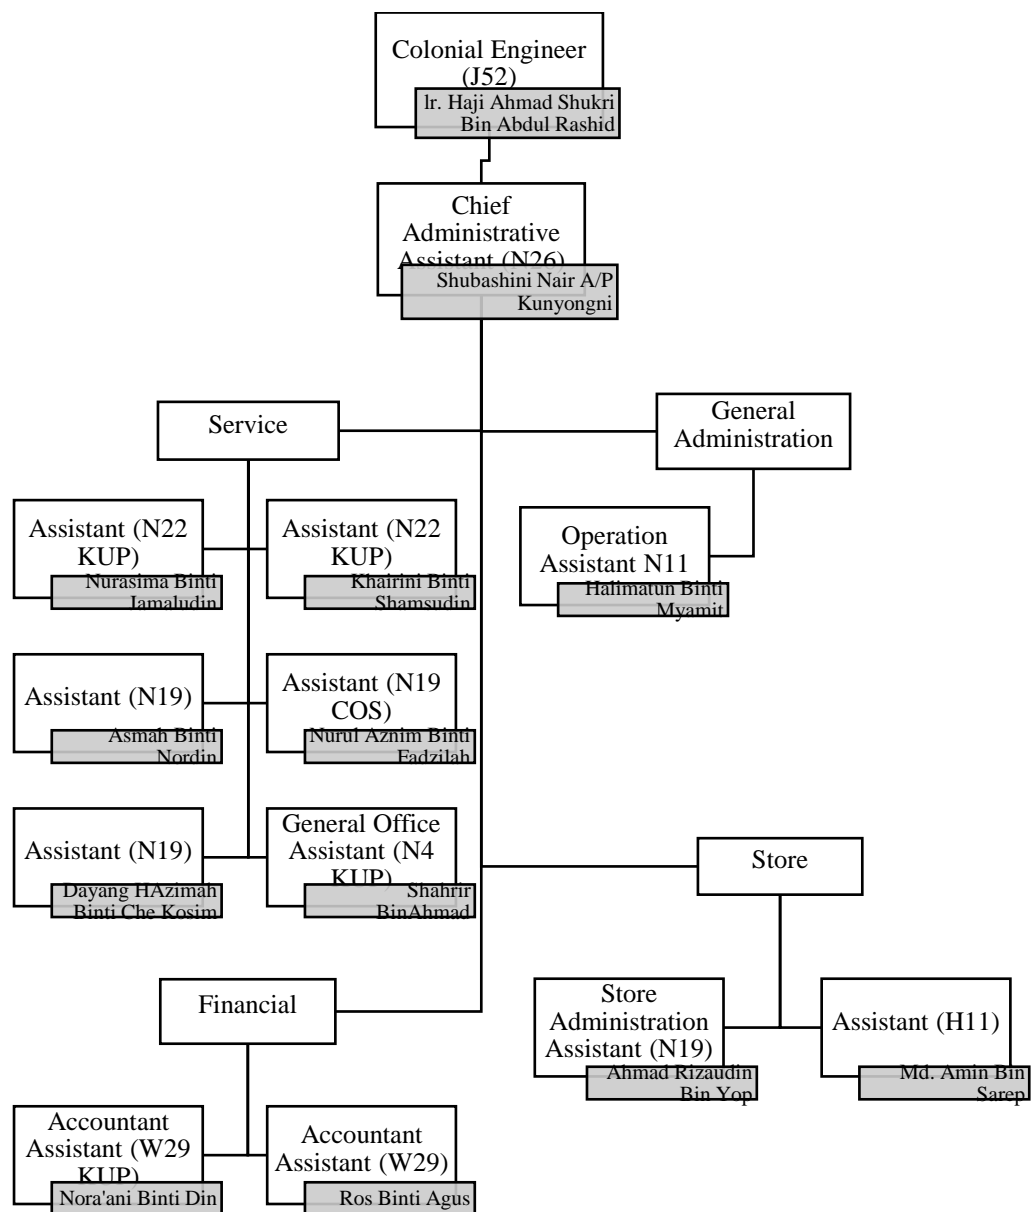 Colonial Engineer
(J52)
lr. Haji Ahmad Shukri
Bin Abdul Rashid
Chief
Administrative
Assistant (N26)
Shubashini Nair A/P
Kunyongni
Service
General
Administration
Assistant (N22
KUP)
Nurasima Binti
Jamaludin
Assistant (N22
KUP)
Khairini Binti
Shamsudin
Operation
Assistant N11
Halimatun Binti
Myamit
Assistant (N19)
Asmah Binti
Nordin
Assistant (N19
COS)
Nurul Aznim Binti
Fadzilah
Assistant (N19)
Dayang HAzimah
Binti Che Kosim
General Office
Assistant (N4
KUP)
Shahrir
BinAhmad
Store
Financial
Store
Administration
Assistant (N19)
Ahmad Rizaudin
Bin Yop
Assistant (H11)
Md. Amin Bin
Sarep
Accountant
Assistant (W29
KUP)
Nora'ani Binti Din
Accountant
Assistant (W29)
Ros Binti Agus